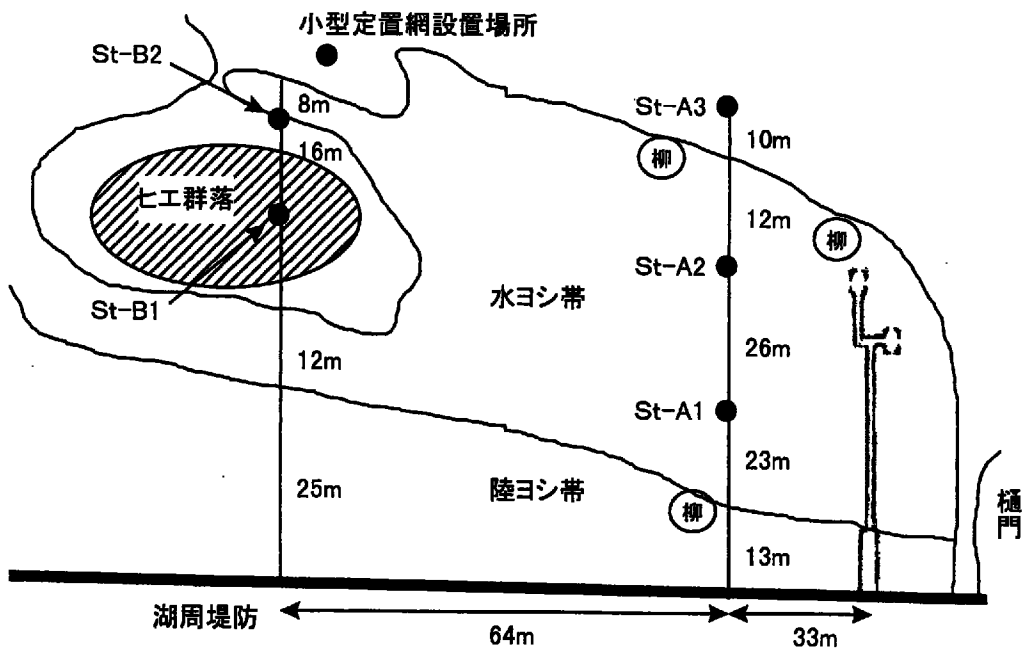 小型定置網設置場所
St-B2
8m
St-A3
10m
16m
柳
ヒエ群落
12m
柳
St-A2
水ヨシ帯
St-B1
26m
12m
St-A1
23m
25m
陸ヨシ帯
柳
樋門
13m
湖周堤防
64m
33m